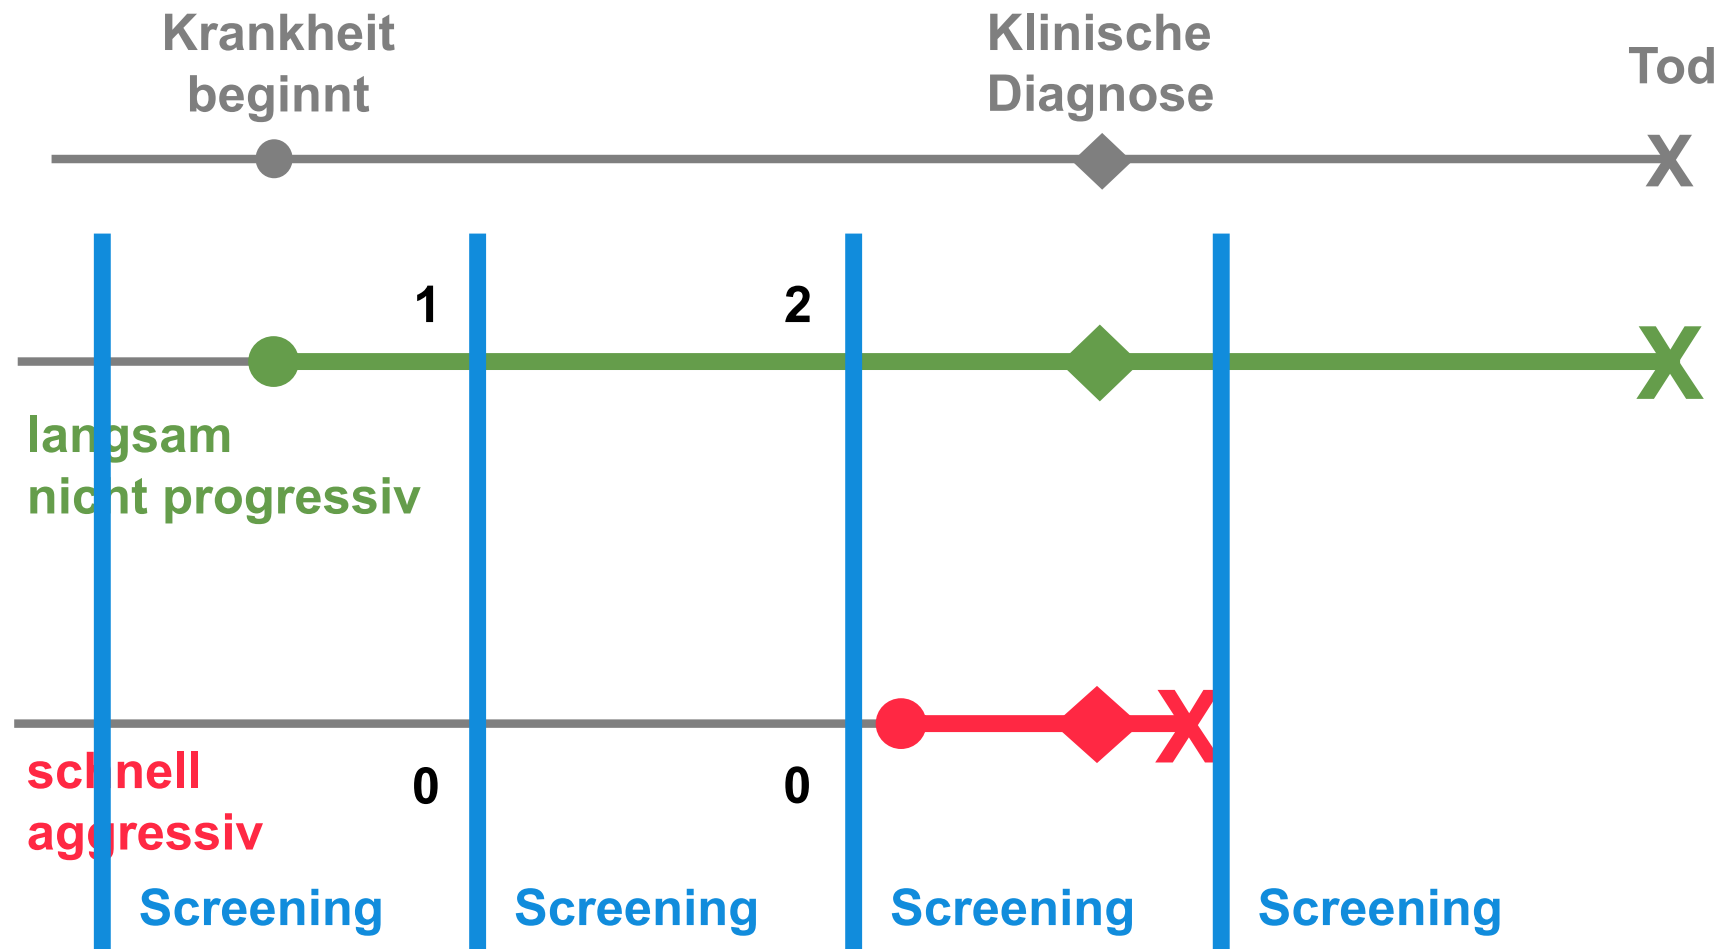 Krankheit
beginnt
Klinische
Diagnose
Tod
X
1
2
X
langsam
nicht progressiv
X
schnell
aggressiv
0
0
Screening
Screening
Screening
Screening